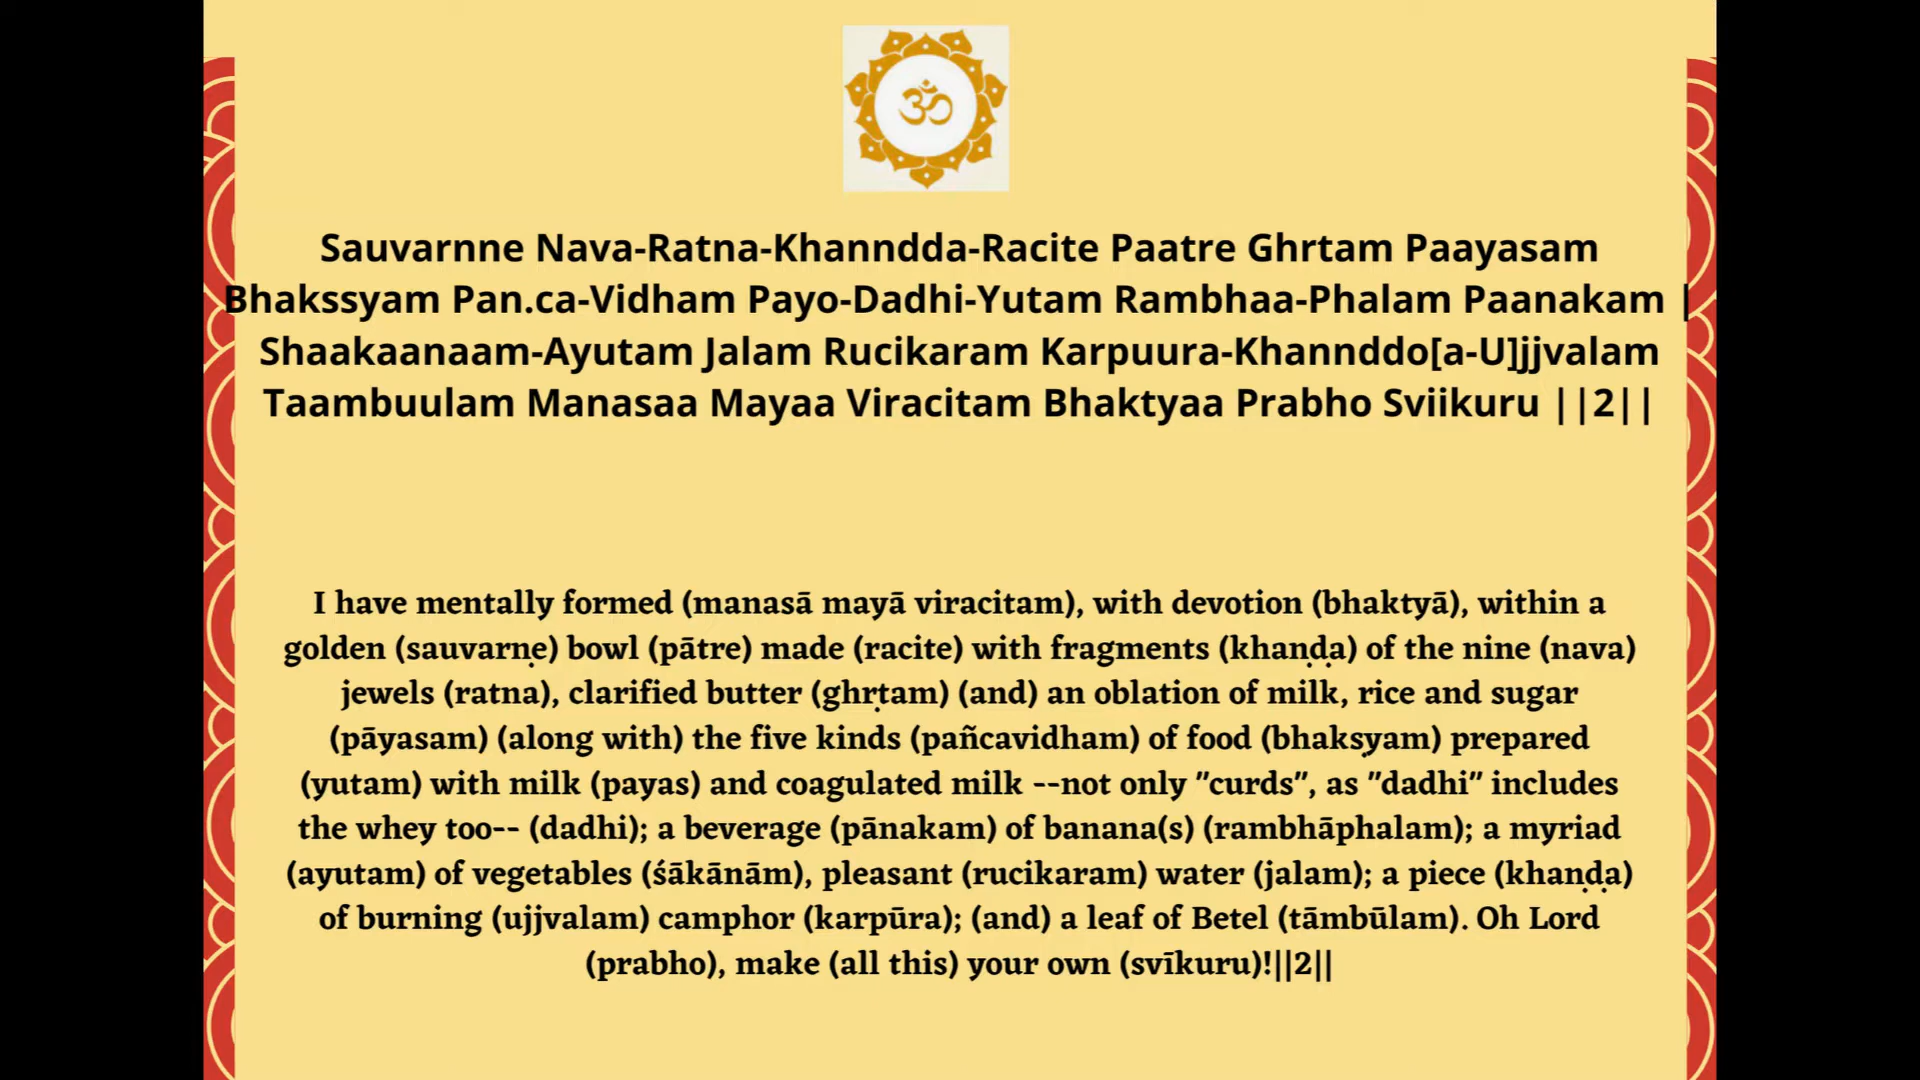 ॐ
Sauvarnne Nava-Ratna-Khanndda-Racite Paatre Ghrtam Paayasam
Bhakssyam Pan.ca-Vidham Payo-Dadhi-Yutam Rambhaa-Phalam Paanakam |
Shaakaanaam-Ayutam Jalam Rucikaram Karpuura-Khannddo[a-U]jjvalam
Taambuulam Manasaa Mayaa Viracitam Bhaktyaa Prabho Sviikuru ||2||
I have mentally formed (manasā mayā viracitam), with devotion (bhaktyā), within a
golden (sauvarṇe) bowl (pātre) made (racite) with fragments (khaṇḍa) of the nine (nava)
jewels (ratna), clarified butter (ghṛtam) (and) an oblation of milk, rice and sugar
(pāyasam) (along with) the five kinds (pañcavidham) of food (bhakṣyam) prepared
(yutam) with milk (payas) and coagulated milk --not only "curds", as "dadhi" includes
the whey too-- (dadhi); a beverage (pānakam) of banana(s) (rambhāphalam); a myriad
(ayutam) of vegetables (śākānām), pleasant (rucikaram) water (jalam); a piece (khaṇḍa)
of burning (ujjvalam) camphor (karpūra); (and) a leaf of Betel (tāmbūlam). Oh Lord
(prabho), make (all this) your own (svīkuru)!||2||